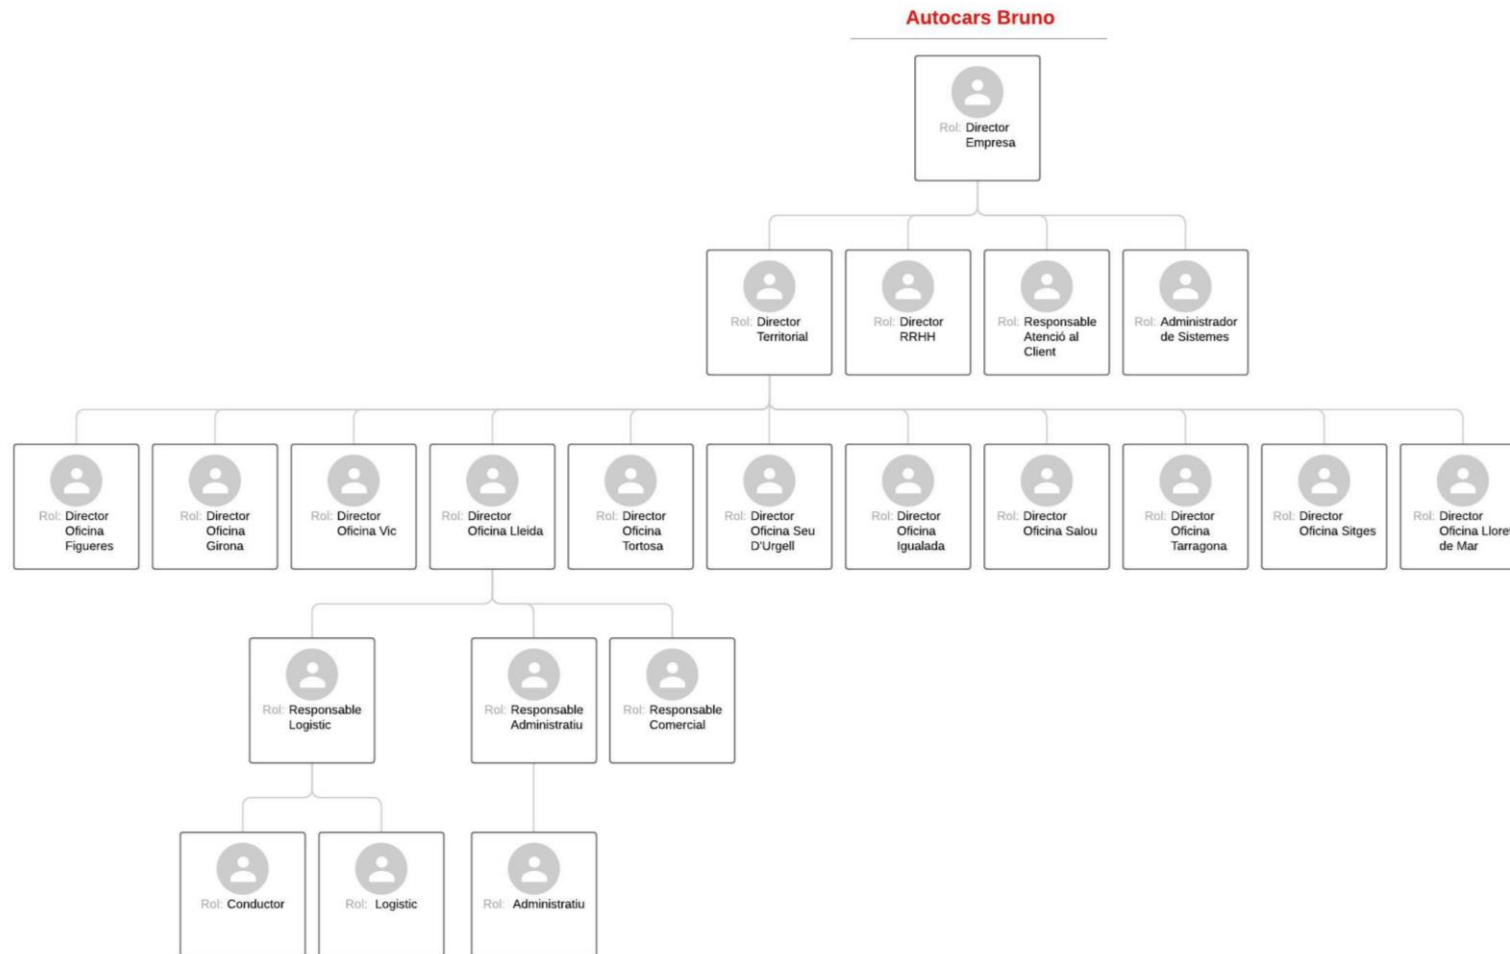 Autocars Bruno
Rol: Director
Empresa
Rol: Director
Territorial
Rol: Director
RRHH
Rol: Responsable
Atenció al
Client
Rol: Administrador
de Sistemes
Rol: Director
Oficina
Figueres
Rol: Director
Oficina
Girona
Rol: Director
Oficina Vic
Rol: Director
Oficina Lleida
Rol: Director
Oficina
Tortosa
Rol: Director
Oficina Seu
D'Urgell
Rol: Director
Oficina
Igualada
Rol: Director
Oficina Salou
Rol: Director
Oficina
Tarragona
Rol: Director
Oficina Sitges
Rol: Director
Oficina Lloret
de Mar
Rol: Responsable
Logistic
Rol: Responsable
Administratiu
Rol: Responsable
Comercial
Rol: Conductor
Rol: Logistic
Rol: Administratiu